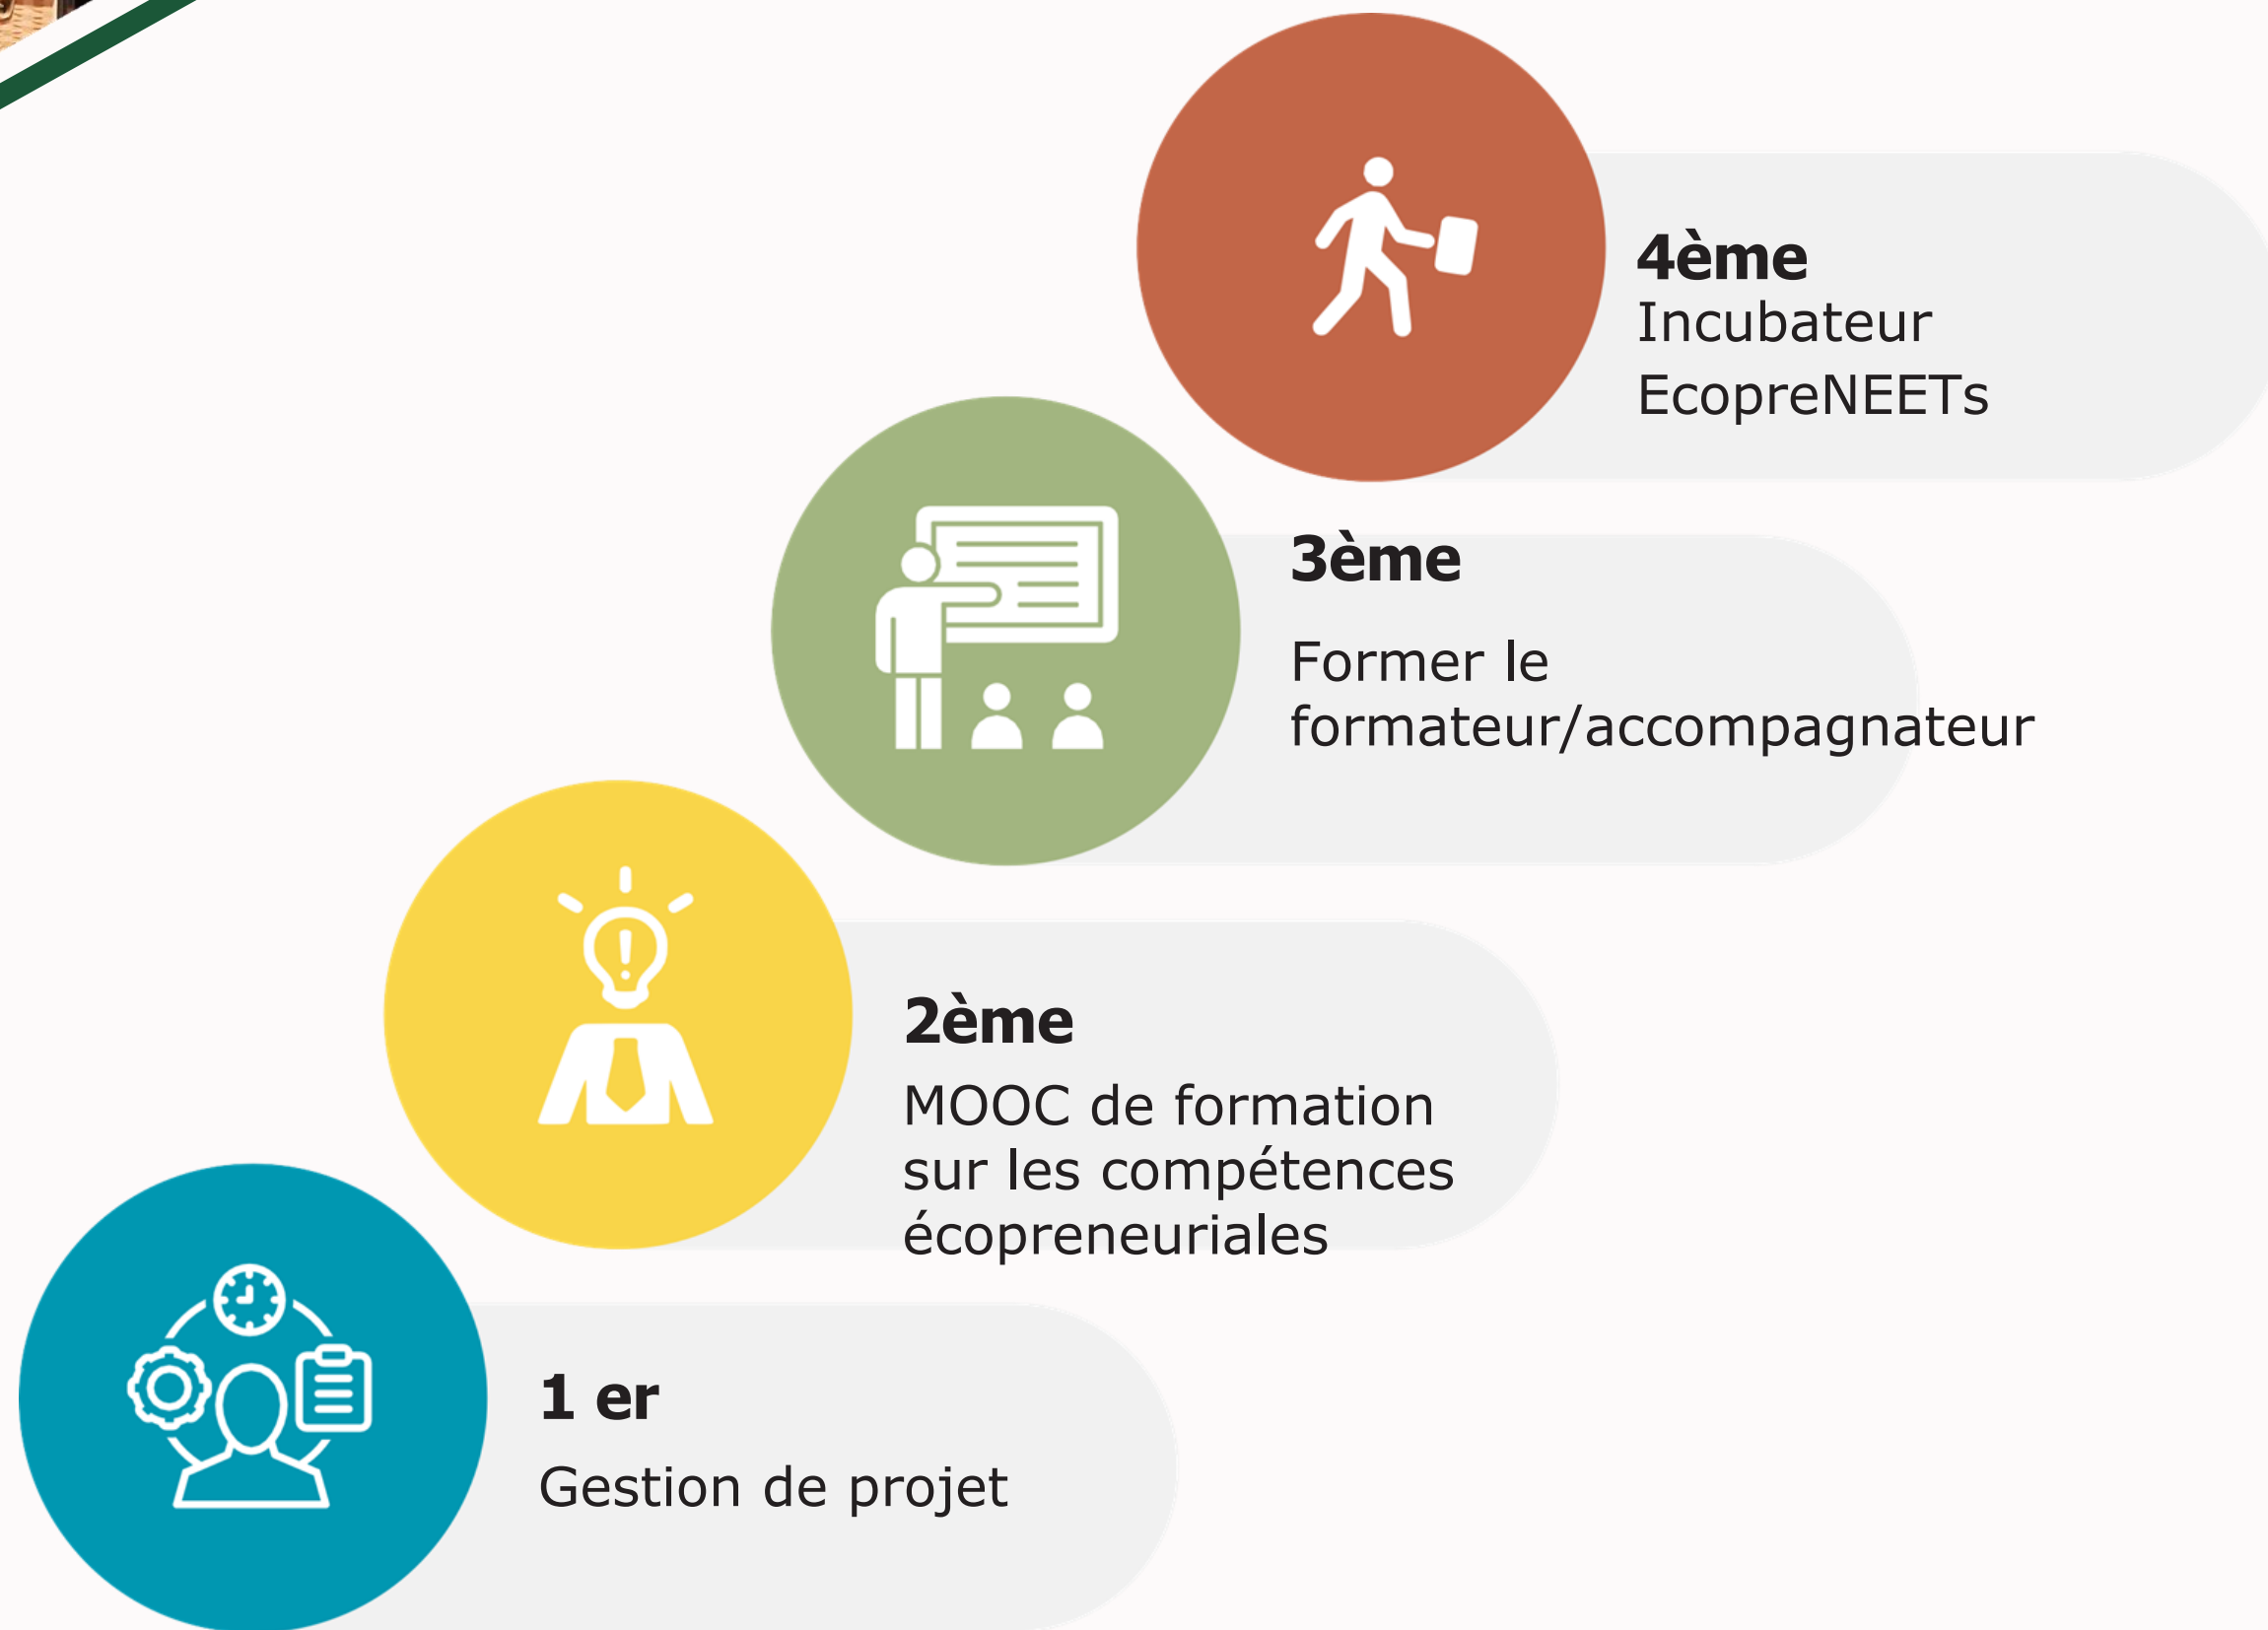 4ème
Incubateur
EcopreNEETs
3ème
Former le
formateur/accompagnateur
2ème
MOOC de formation
sur les compétences
écopreneuriales
1 er
Gestion de projet